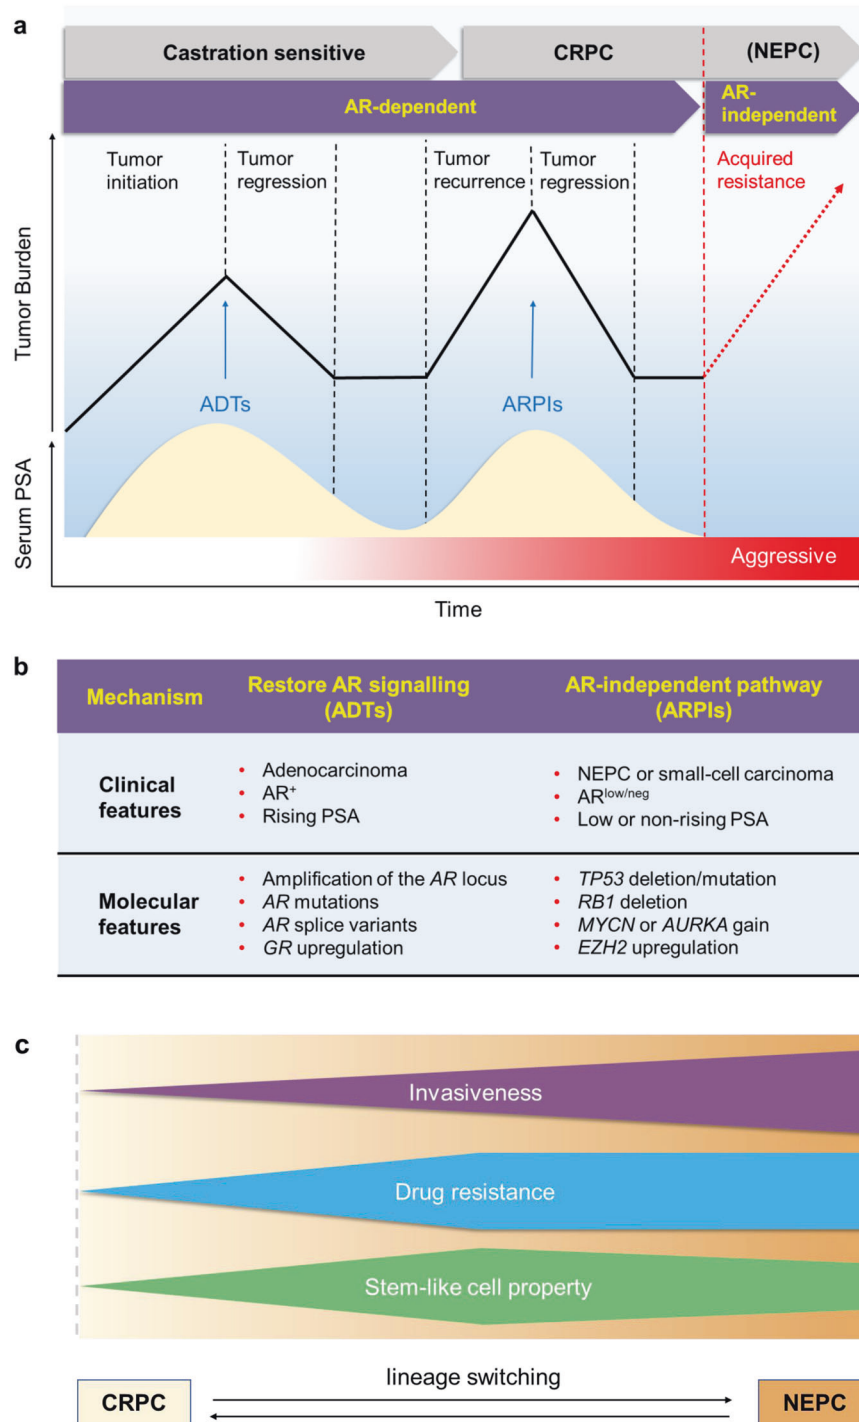 a
Castration sensitive
CRPC
(NEPC)
AR-dependent
AR-
independent
Tumor
initiation
Tumor
regression
Tumor
recurrence
Tumor
regression
Acquired
resistance
Tumor Burden
ADTs
ARPIs
Serum PSA
Aggressive
Time
b
Mechanism
Restore AR signalling
(ADTs)
AR-independent pathway
(ARPIs)
Clinical
features
• Adenocarcinoma
• AR⁺
• Rising PSA
• NEPC or small-cell carcinoma
• ARˡᵒʷ/ⁿᵉᵍ
• Low or non-rising PSA
Molecular
features
• Amplification of the AR locus
• AR mutations
• AR splice variants
• GR upregulation
• TP53 deletion/mutation
• RB1 deletion
• MYCN or AURKA gain
• EZH2 upregulation
c
Invasiveness
Drug resistance
Stem-like cell property
CRPC
lineage switching
NEPC